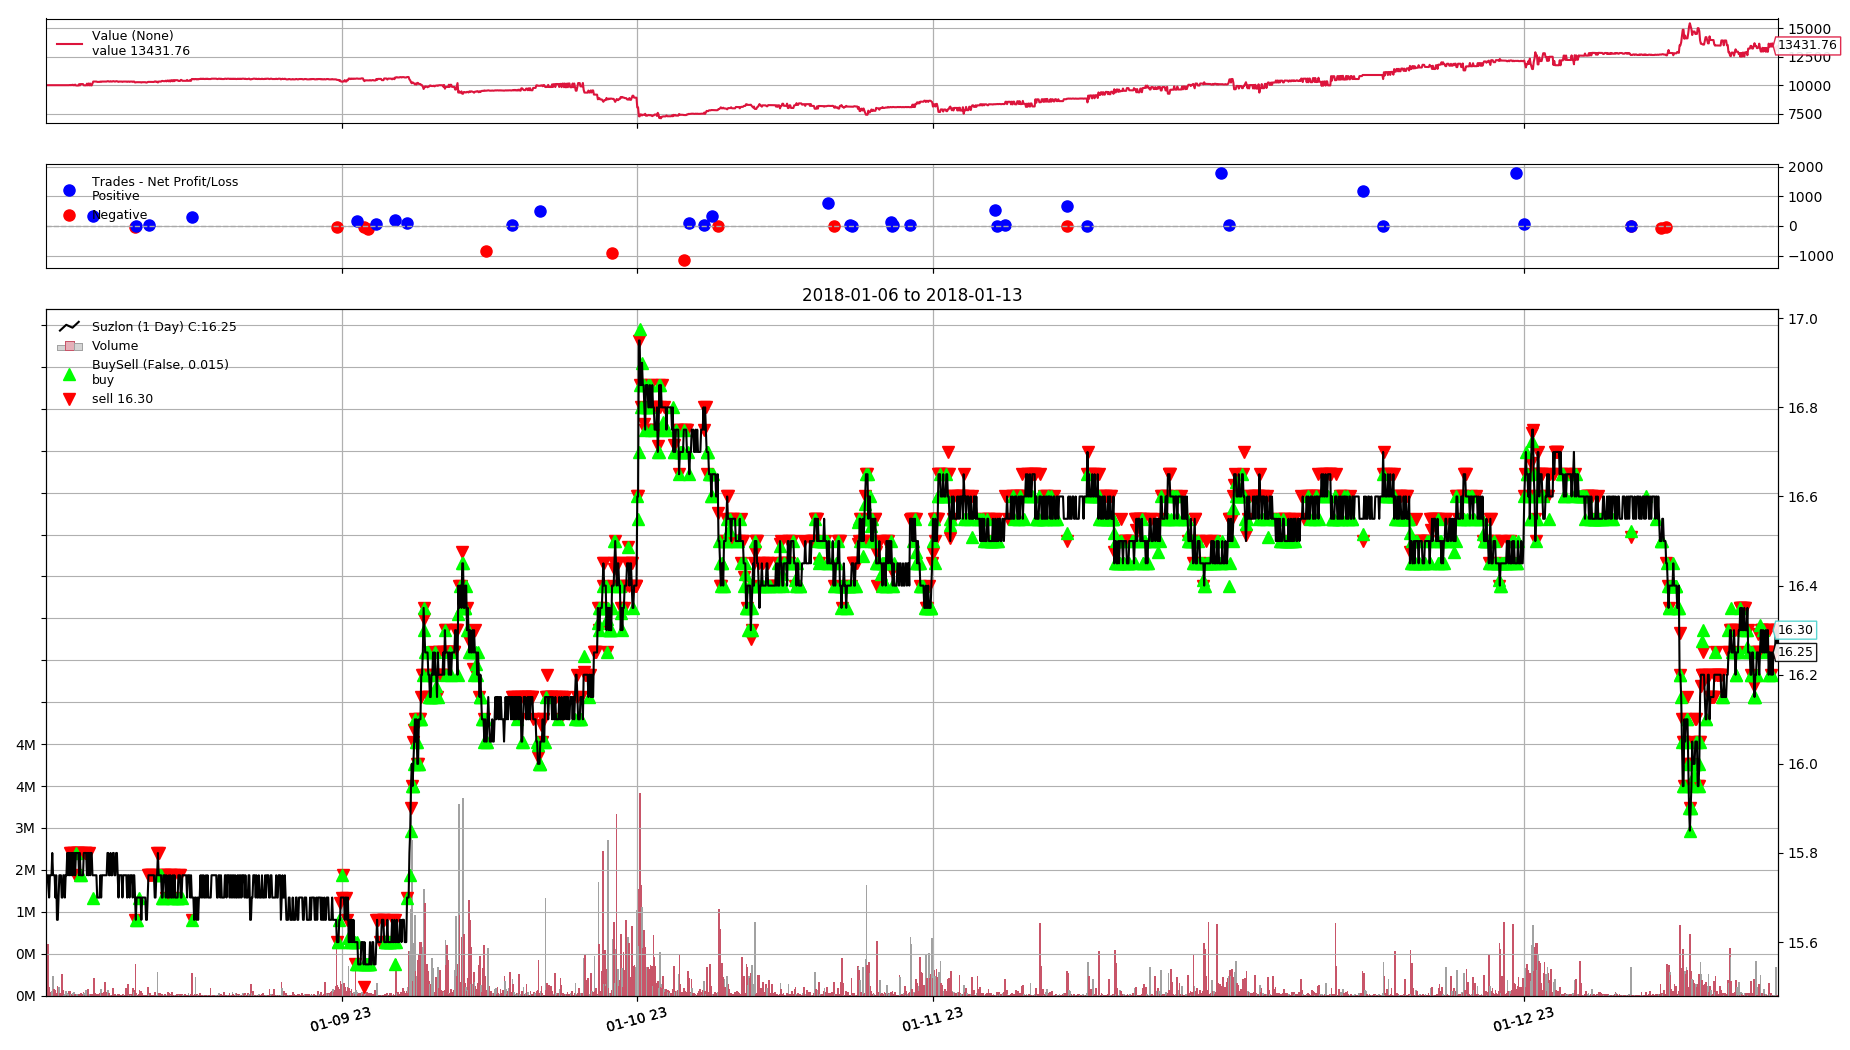 Value (None)
value 13431.76
15000
13431.76
12500
10000
7500
Trades - Net Profit/Loss
Positive
Negative
2000
1000
0
−1000
2018-01-06 to 2018-01-13
Suzlon (1 Day) C:16.25
Volume
BuySell (False, 0.015)
buy
sell 16.30
17.0
16.8
16.6
16.4
16.30
16.25
16.2
16.0
15.8
15.6
4M
4M
3M
2M
1M
0M
0M
01-09 23
01-10 23
01-11 23
01-12 23